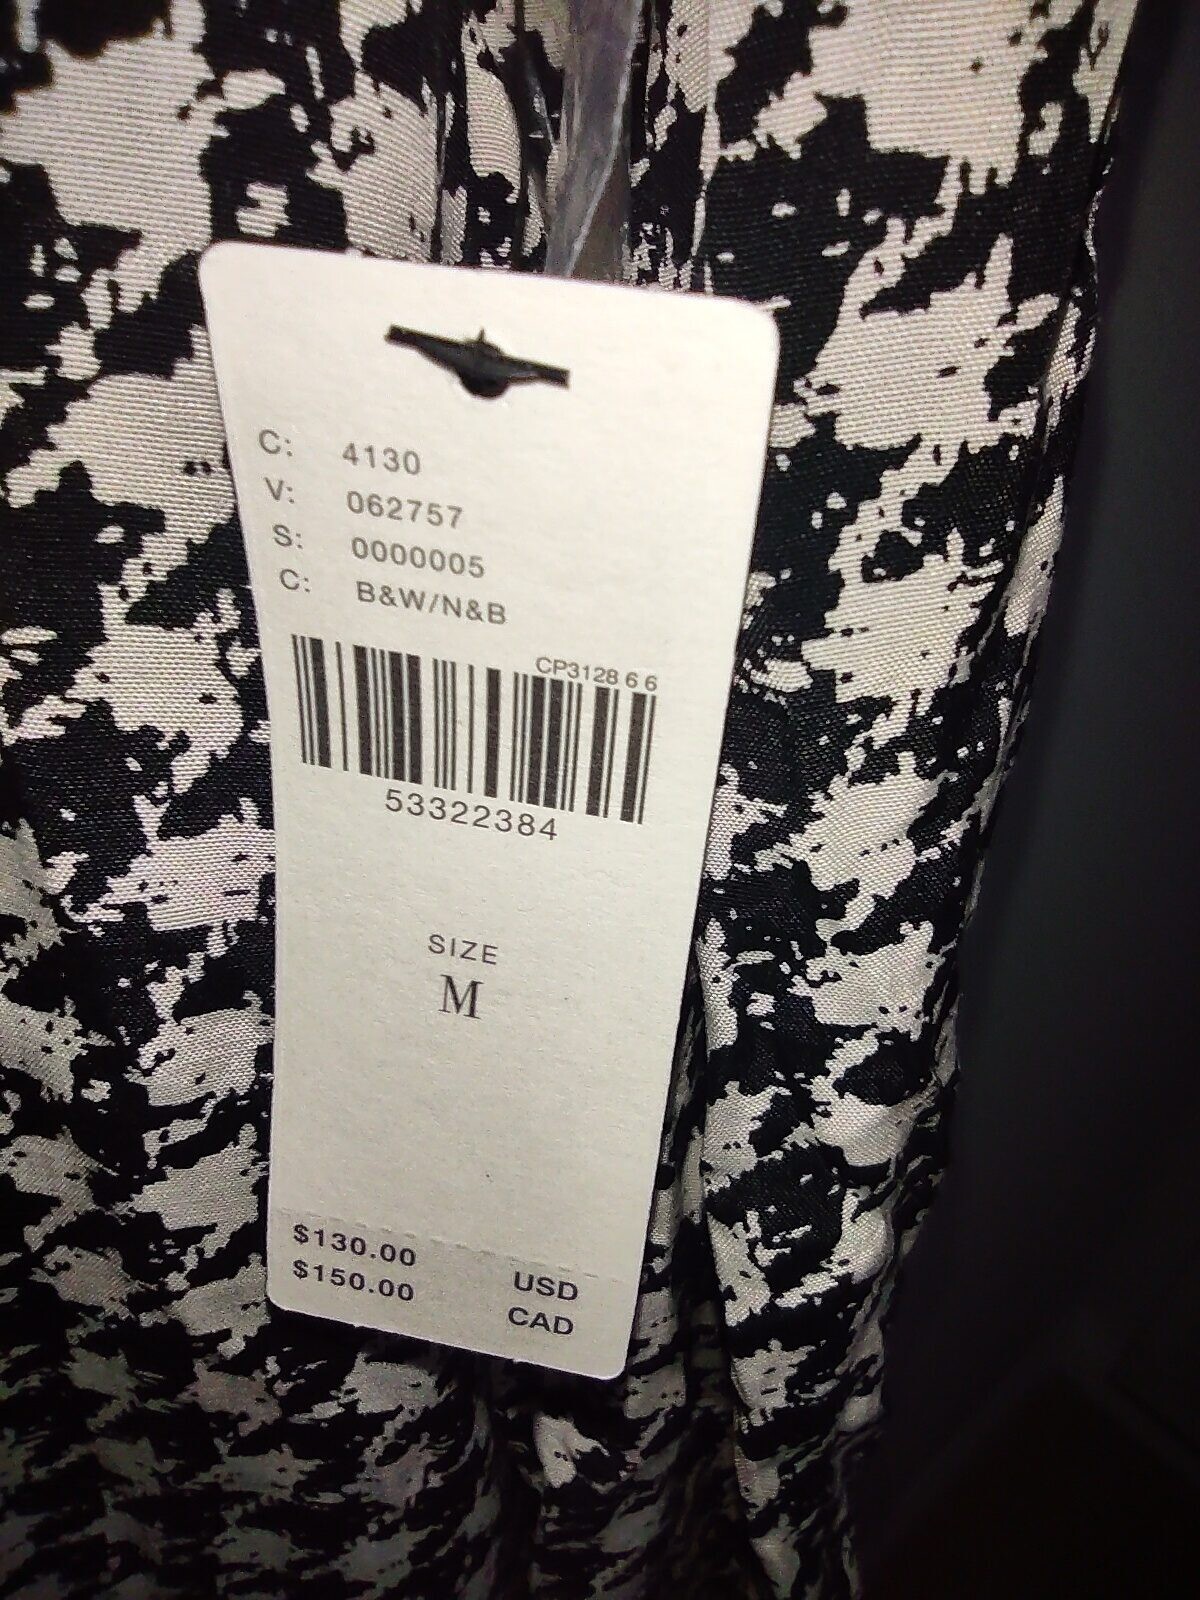 C: 4130
V: 062757
S: 0000005
C: B&W/N&B
CP3128 6 6
53322384
SIZE
M
$130.00 USD
$150.00 CAD